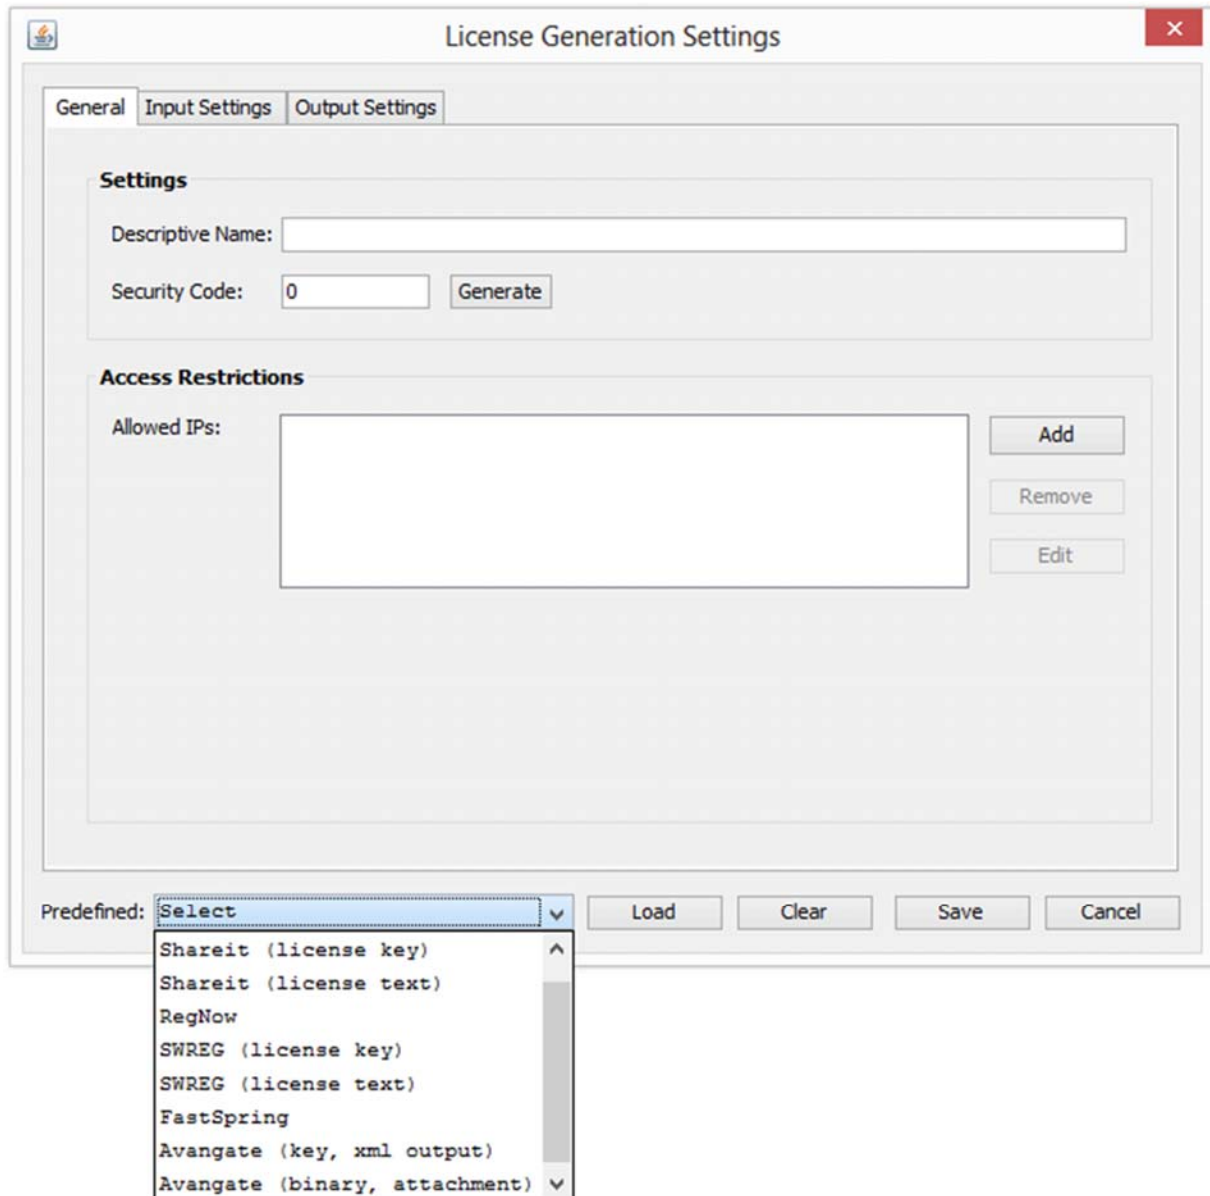 License Generation Settings
General Input Settings Output Settings
Settings
Descriptive Name:
Security Code: 0 Generate
Access Restrictions
Allowed IPs: Add
Remove
Edit
Predefined: Select Load Clear Save Cancel
Shareit (license key)
Shareit (license text)
RegNow
SWREG (license key)
SWREG (license text)
FastSpring
Avangate (key, xml output)
Avangate (binary, attachment)